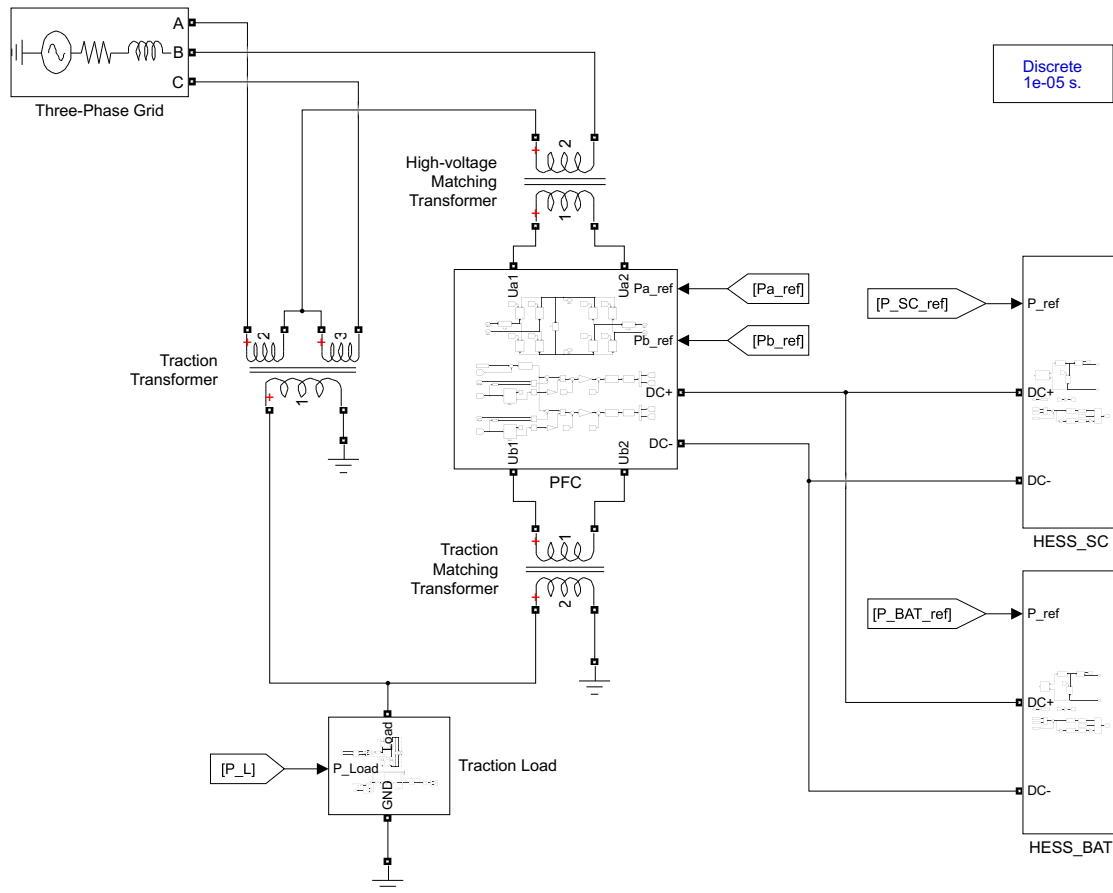 A
B
C
Three-Phase Grid
Discrete
1e-05 s.
High-voltage
Matching
Transformer
2
1
Ua1
Ua2
Pa_ref
[Pa_ref]
Pb_ref
[Pb_ref]
DC+
DC-
Ub1
Ub2
PFC
[P_SC_ref]
P_ref
DC+
DC-
HESS_SC
Traction
Transformer
2
3
1
Traction
Matching
Transformer
1
2
[P_BAT_ref]
P_ref
DC+
DC-
HESS_BAT
[P_L]
P_Load
Load
GND
Traction Load